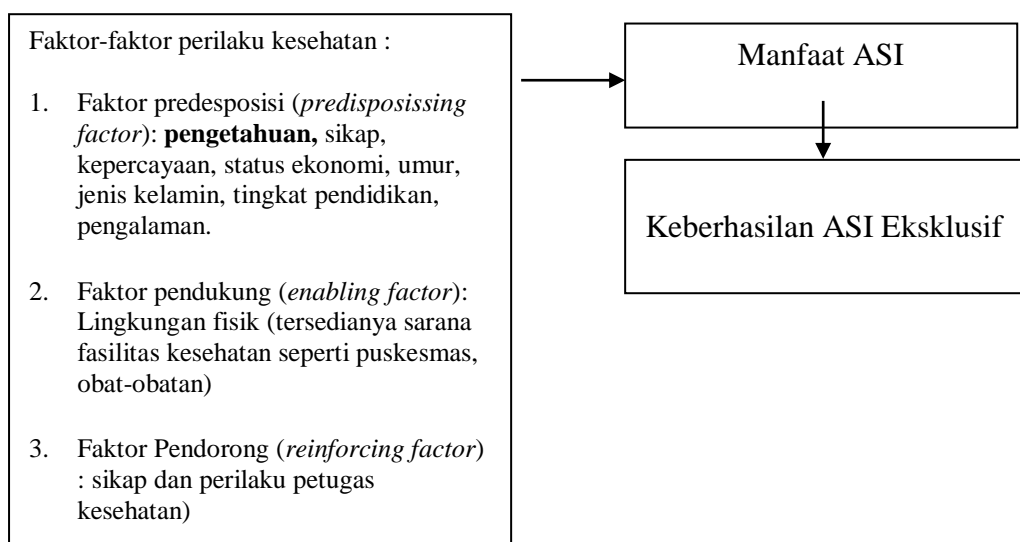 Faktor-faktor perilaku kesehatan :
1. Faktor predesposisi (predisposissing
factor): pengetahuan, sikap,
kepercayaan, status ekonomi, umur,
jenis kelamin, tingkat pendidikan,
pengalaman.
2. Faktor pendukung (enabling factor):
Lingkungan fisik (tersedianya sarana
fasilitas kesehatan seperti puskesmas,
obat-obatan)
3. Faktor Pendorong (reinforcing factor)
: sikap dan perilaku petugas
kesehatan)
Manfaat ASI
Keberhasilan ASI Eksklusif